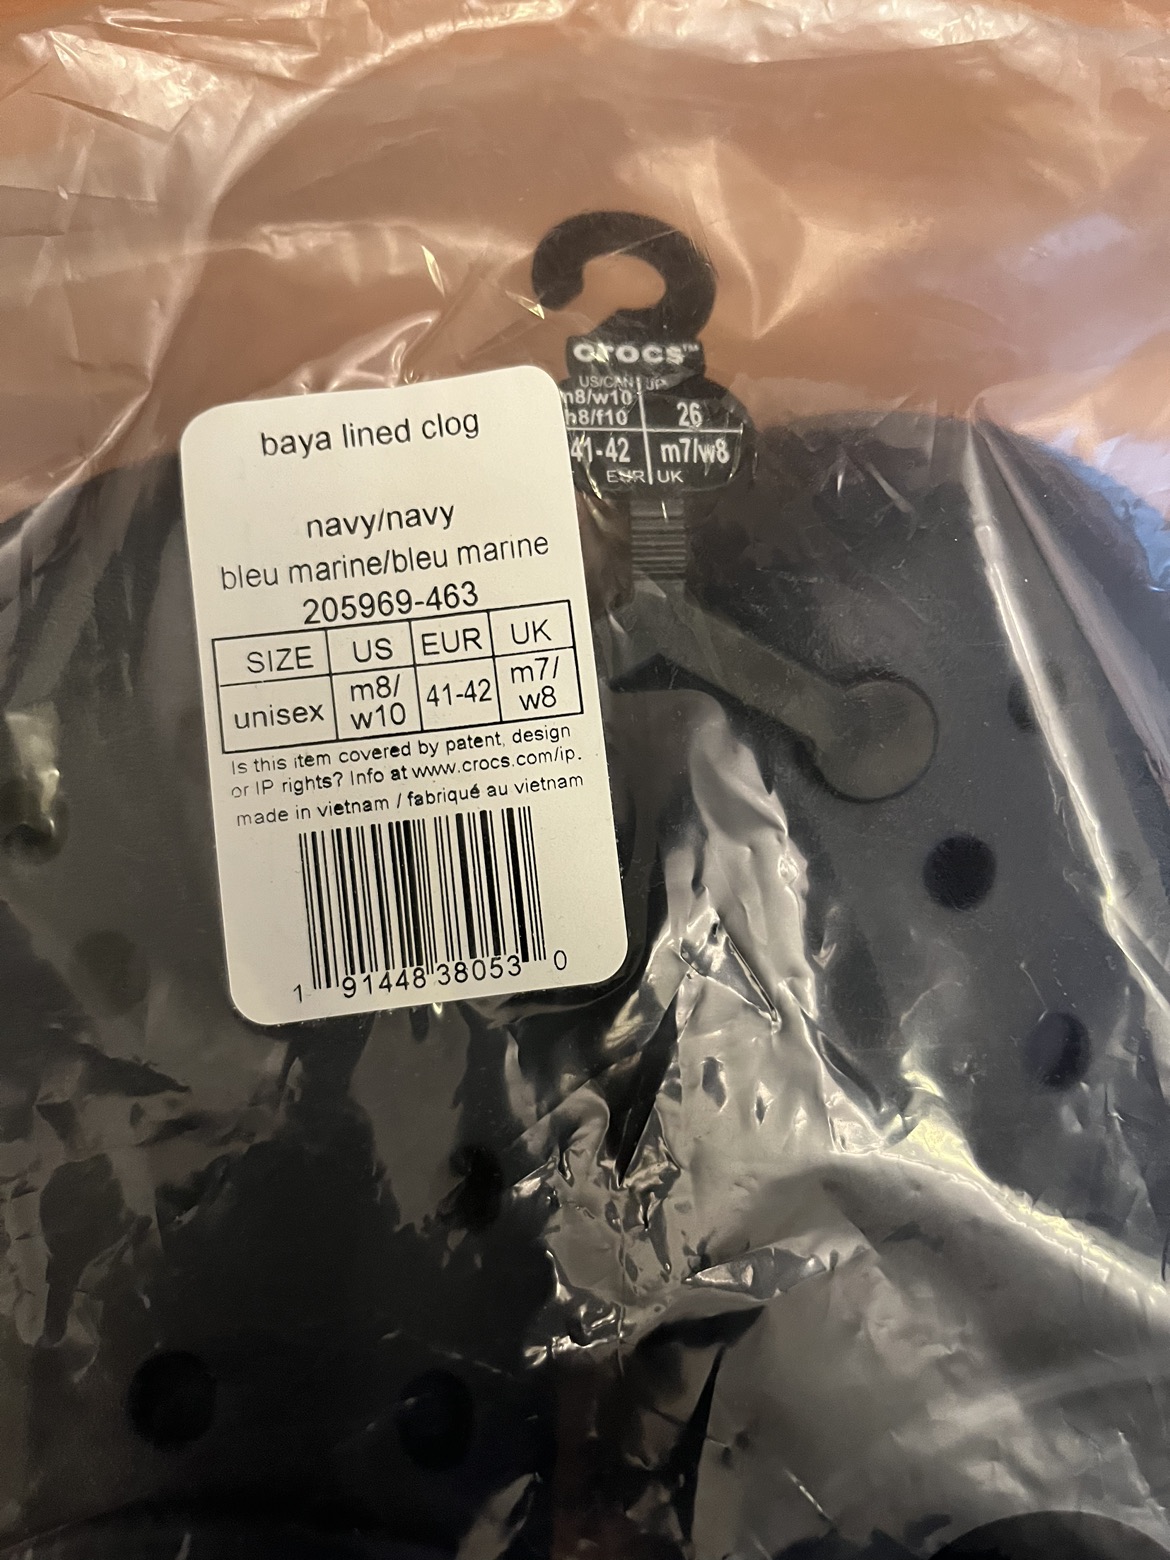 crocs™
US/CAN JP
m8/w10
h8/f10 26
41-42 m7/w8
EUR UK
baya lined clog
navy/navy
bleu marine/bleu marine
205969-463
SIZE US EUR UK
unisex m8/ w10 41-42 m7/ w8
Is this item covered by patent, design
or IP rights? Info at www.crocs.com/ip.
made in vietnam / fabriqué au vietnam
1 91448 38053 0